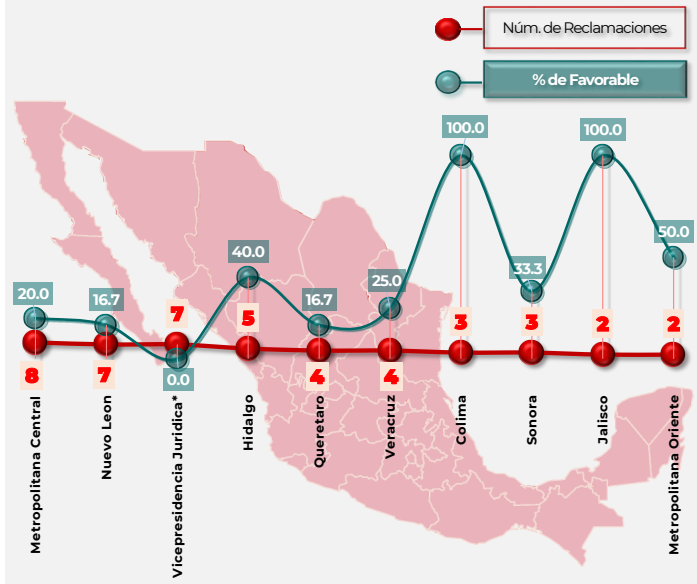 Núm. de Reclamaciones
% de Favorable
100.0
100.0
50.0
40.0
33.3
25.0
20.0
16.7
16.7
7
5
3
3
2
2
8
7
0.0
4
4
Metropolitana Central
Nuevo Leon
Vicepresidencia Juridica*
Hidalgo
Queretaro
Veracruz
Colima
Sonora
Jalisco
Metropolitana Oriente